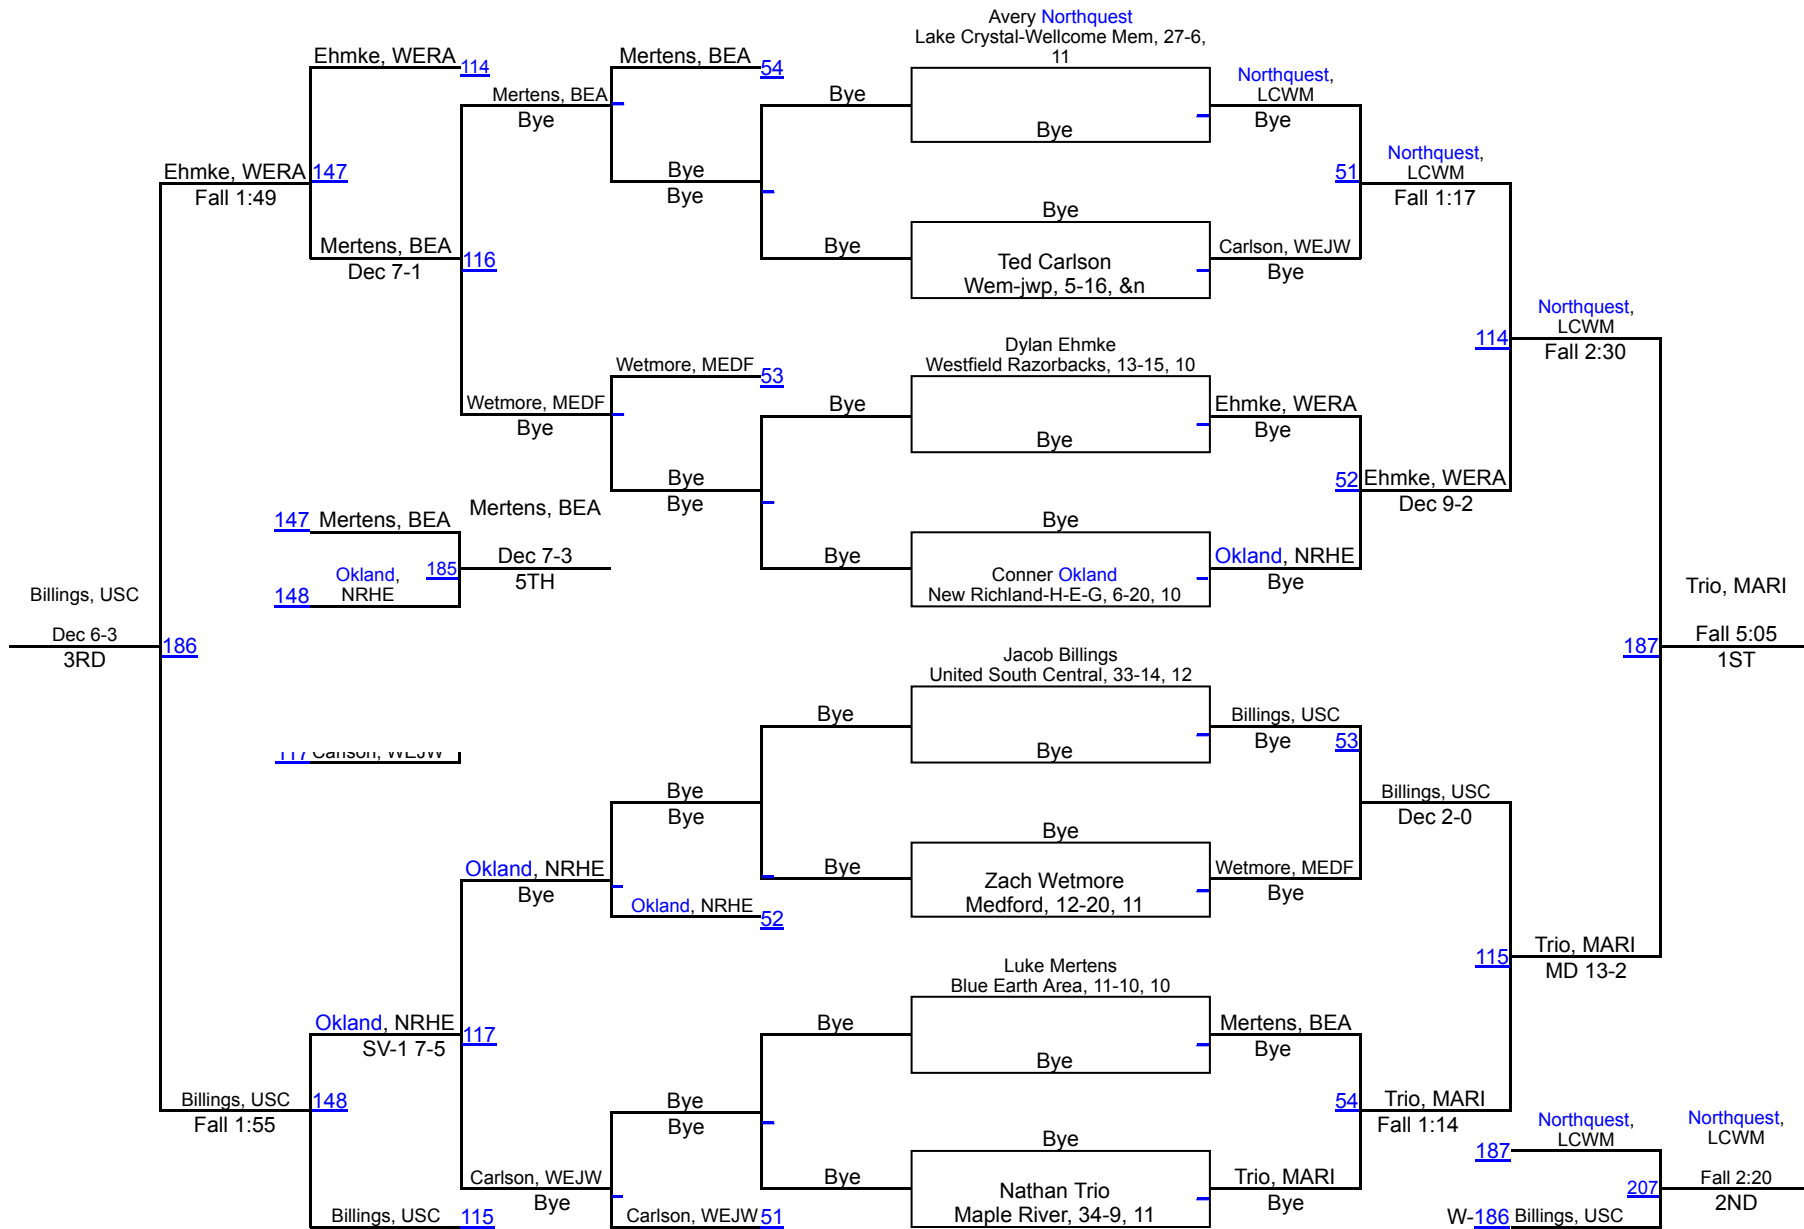 Avery Northquest
Lake Crystal-Wellcome Mem, 27-6,
11
Ehmke, WERA
114
Mertens, BEA
54
Northquest,
LCWM
Bye
Mertens, BEA
Bye
Bye
Bye
Northquest,
LCWM
Fall 1:17
51
Ehmke, WERA
Fall 1:49
147
Bye
Bye
Bye
Mertens, BEA
Dec 7-1
116
Bye
Ted Carlson
Wem-jwp, 5-16, &n
Carlson, WEJW
Bye
Northquest,
LCWM
Fall 2:30
114
Dylan Ehmke
Westfield Razorbacks, 13-15, 10
Wetmore, MEDF
53
Wetmore, MEDF
Bye
Bye
Bye
Ehmke, WERA
Bye
Bye
Bye
52
Ehmke, WERA
Dec 9-2
147
Mertens, BEA
Mertens, BEA
Dec 7-3
5TH
185
Okland,
NRHE
148
Bye
Bye
Conner Okland
New Richland-H-E-G, 6-20, 10
Okland, NRHE
Bye
Billings, USC
Dec 6-3
3RD
186
Trio, MARI
Fall 5:05
1ST
187
Jacob Billings
United South Central, 33-14, 12
Bye
Bye
Billings, USC
Bye
53
117 Carlson, WEJW
Bye
Bye
Billings, USC
Dec 2-0
Bye
Okland, NRHE
Bye
Bye
Zach Wetmore
Medford, 12-20, 11
Wetmore, MEDF
Bye
Okland, NRHE
52
115
Trio, MARI
MD 13-2
Luke Mertens
Blue Earth Area, 11-10, 10
Okland, NRHE
SV-1 7-5
117
Bye
Bye
Mertens, BEA
Bye
Billings, USC
Fall 1:55
148
Bye
Bye
54
Trio, MARI
Fall 1:14
Bye
Northquest,
LCWM
187
Northquest,
LCWM
Carlson, WEJW
Bye
Bye
Nathan Trio
Maple River, 34-9, 11
Trio, MARI
Bye
207
Fall 2:20
2ND
Billings, USC
115
Carlson, WEJW
51
W-186 Billings, USC